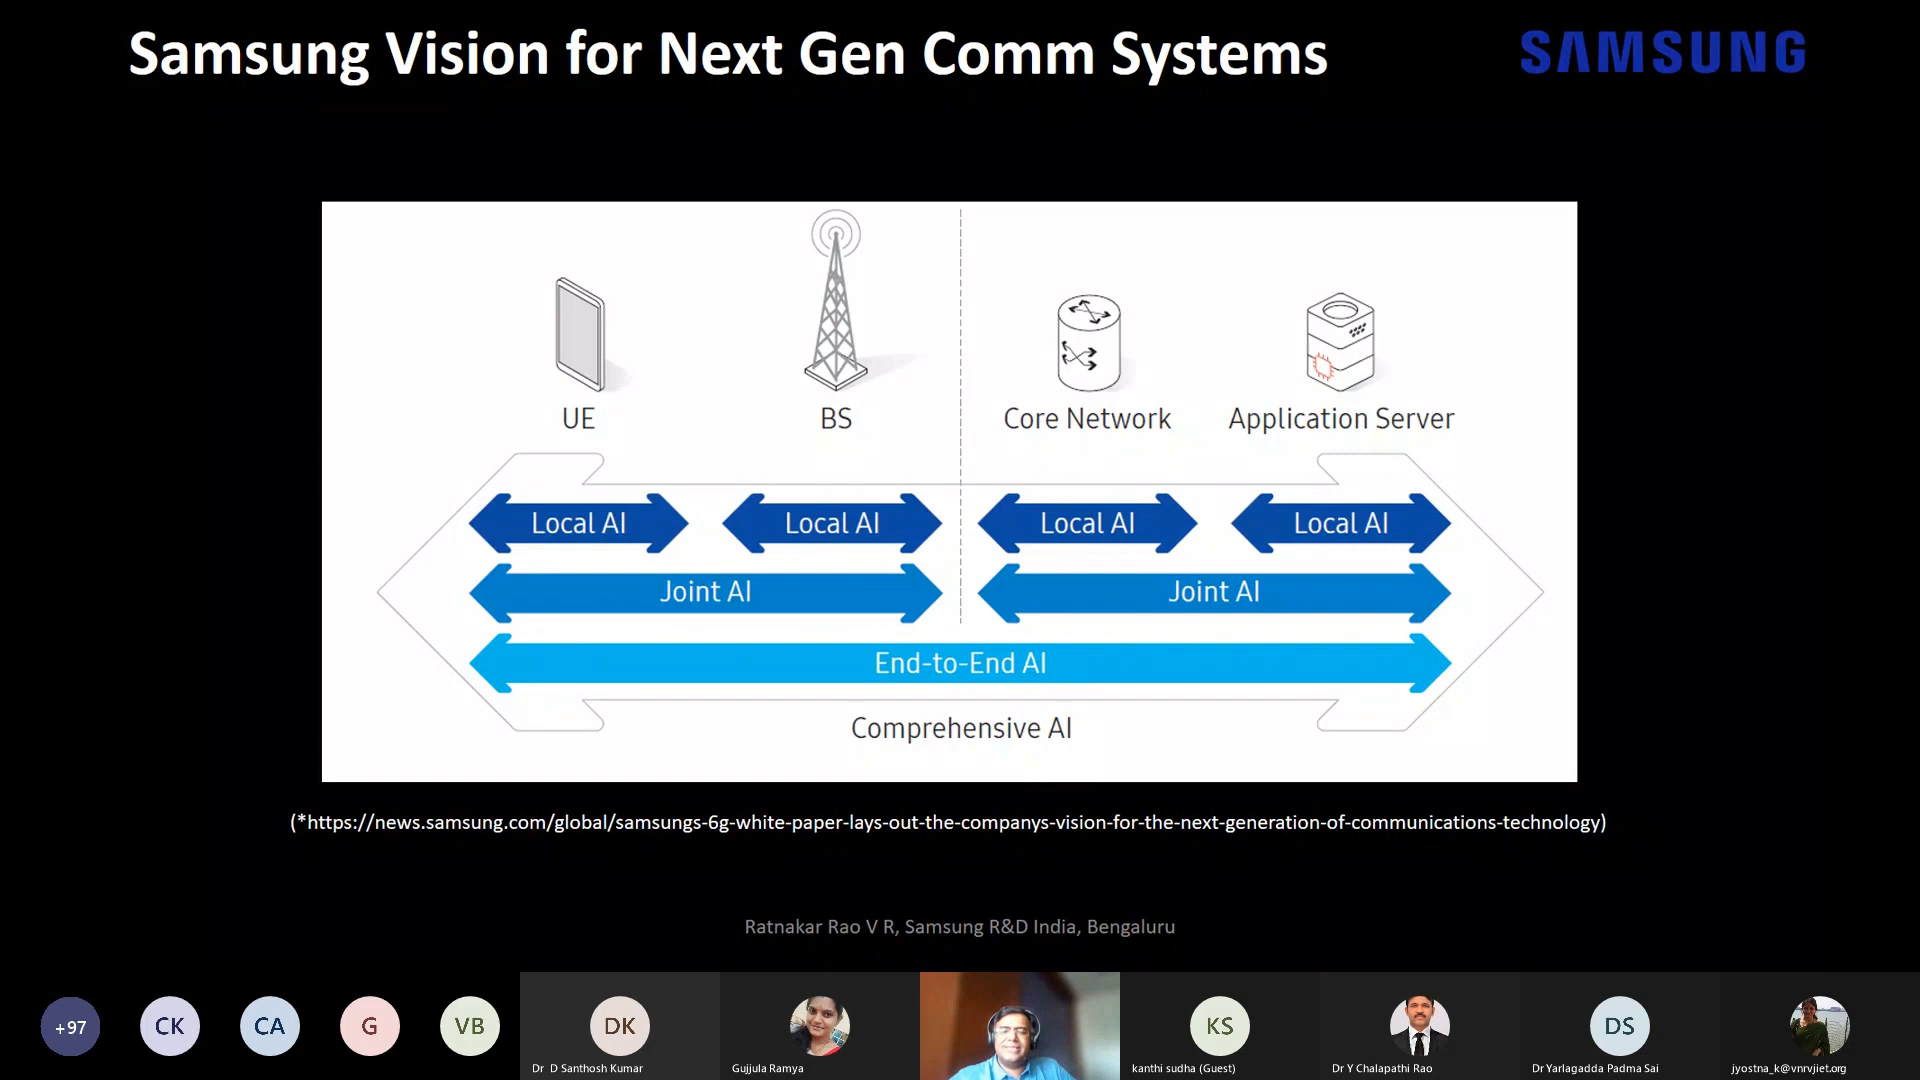 Samsung Vision for Next Gen Comm Systems
SAMSUNG
UE
BS
Core Network
Application Server
Local AI
Local AI
Local AI
Local AI
Joint AI
Joint AI
End-to-End AI
Comprehensive AI
(*https://news.samsung.com/global/samsungs-6g-white-paper-lays-out-the-companys-vision-for-the-next-generation-of-communications-technology)
Ratnakar Rao V R, Samsung R&D India, Bengaluru
+97
CK
CA
G
VB
DK
KS
DS
Dr D Santhosh Kumar
Gujjula Ramya
kanthi sudha (Guest)
Dr Y Chalapathi Rao
Dr Yarlagadda Padma Sai
jyostna_k@vnrvjiet.org